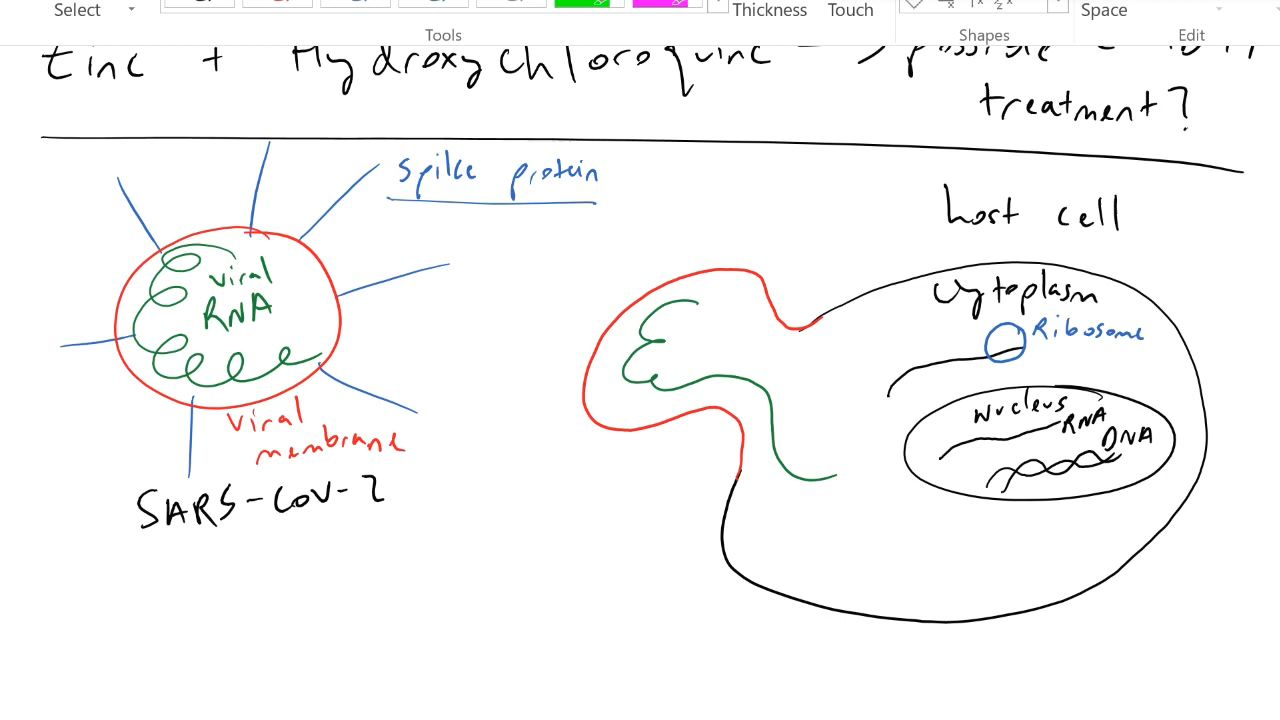 Select
Thickness
Touch
Space
Tools
Shapes
Edit
Zinc + Hydroxychloroquine → possible
treatment?
spike protein
host cell
viral
RNA
Cytoplasm
Ribosome
Nucleus
RNA
DNA
viral
membrane
SARS-CoV-2